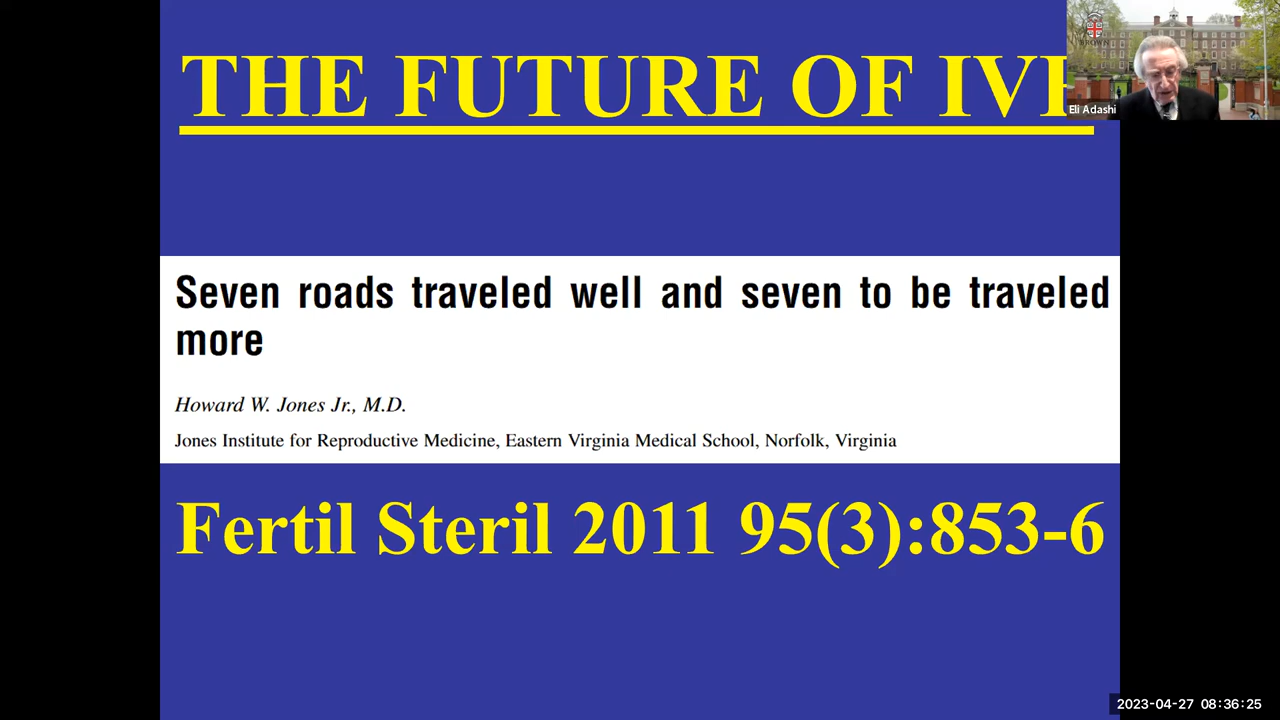 THE FUTURE OF IVF
Eli Adashi
Seven roads traveled well and seven to be traveled
more
Howard W. Jones Jr., M.D.
Jones Institute for Reproductive Medicine, Eastern Virginia Medical School, Norfolk, Virginia
Fertil Steril 2011 95(3):853-6
2023-04-27 08:36:25